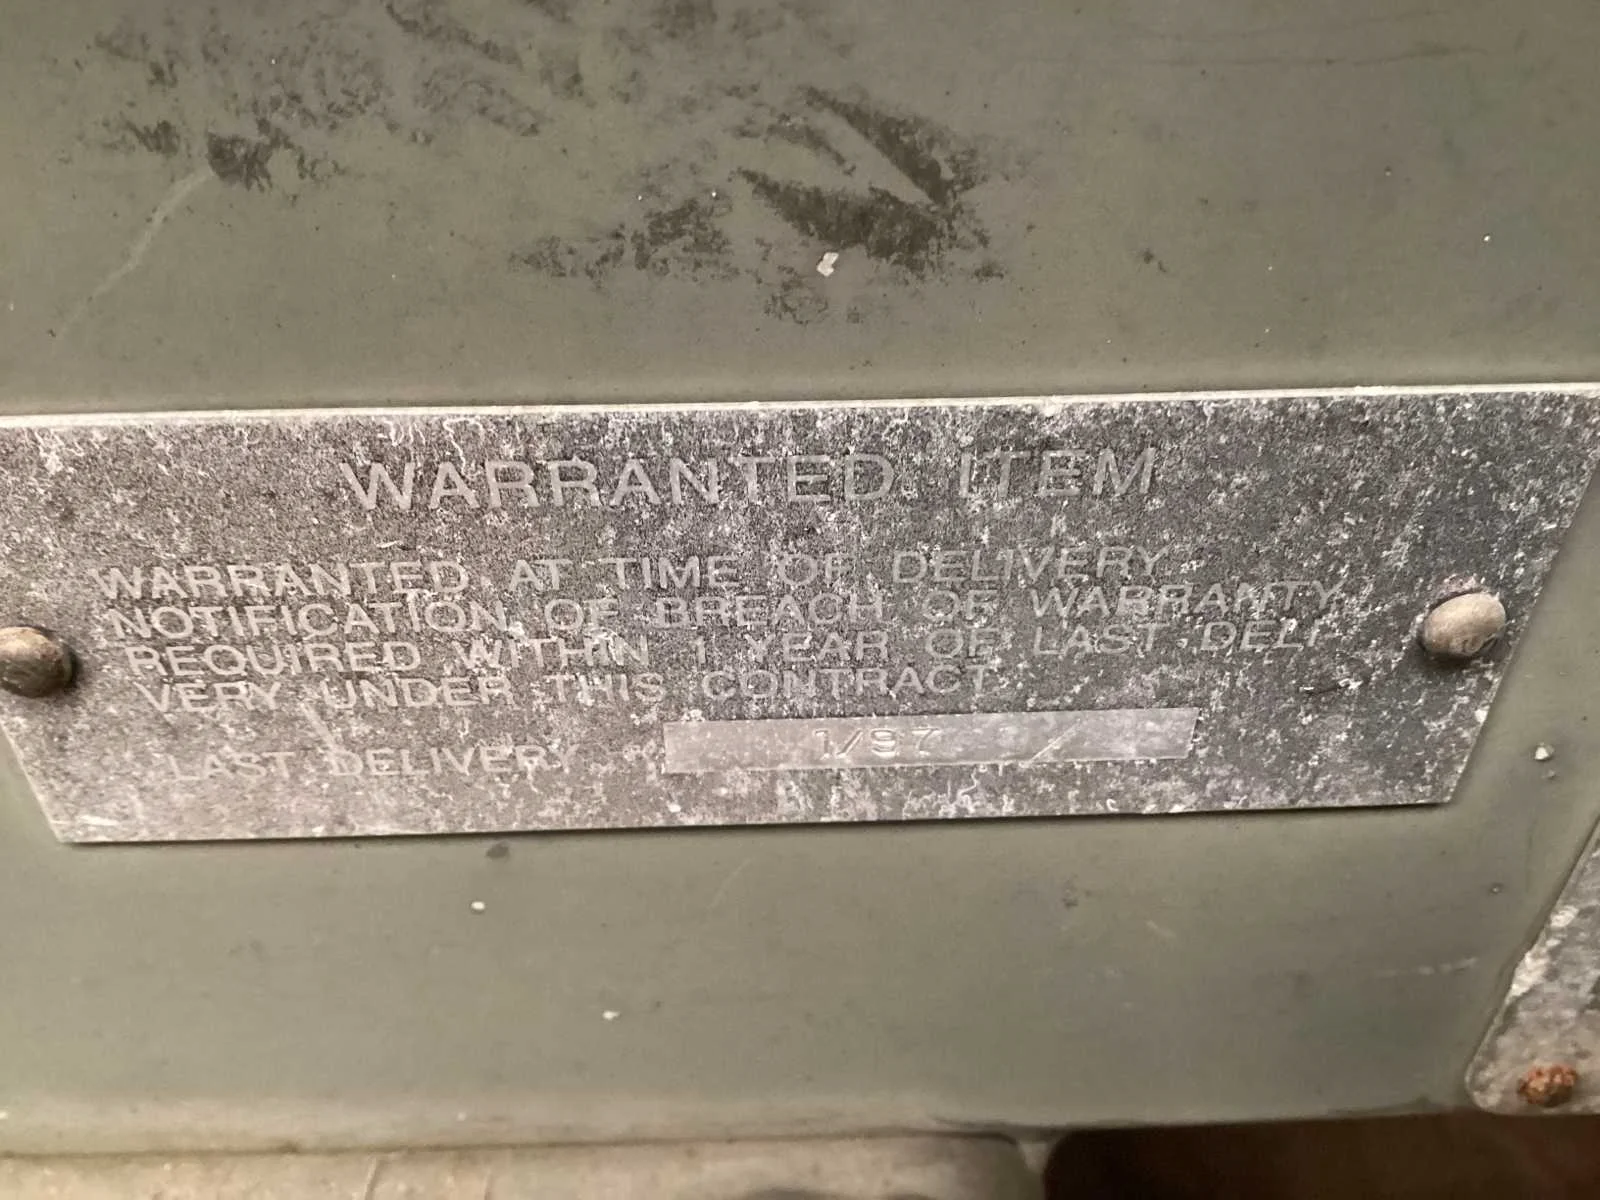 WARRANTED ITEM
WARRANTED AT TIME OF DELIVERY
NOTIFICATION OF BREACH OF WARRANTY
REQUIRED WITHIN 1 YEAR OF LAST DELI
VERY UNDER THIS CONTRACT
LAST DELIVERY 1/97 /